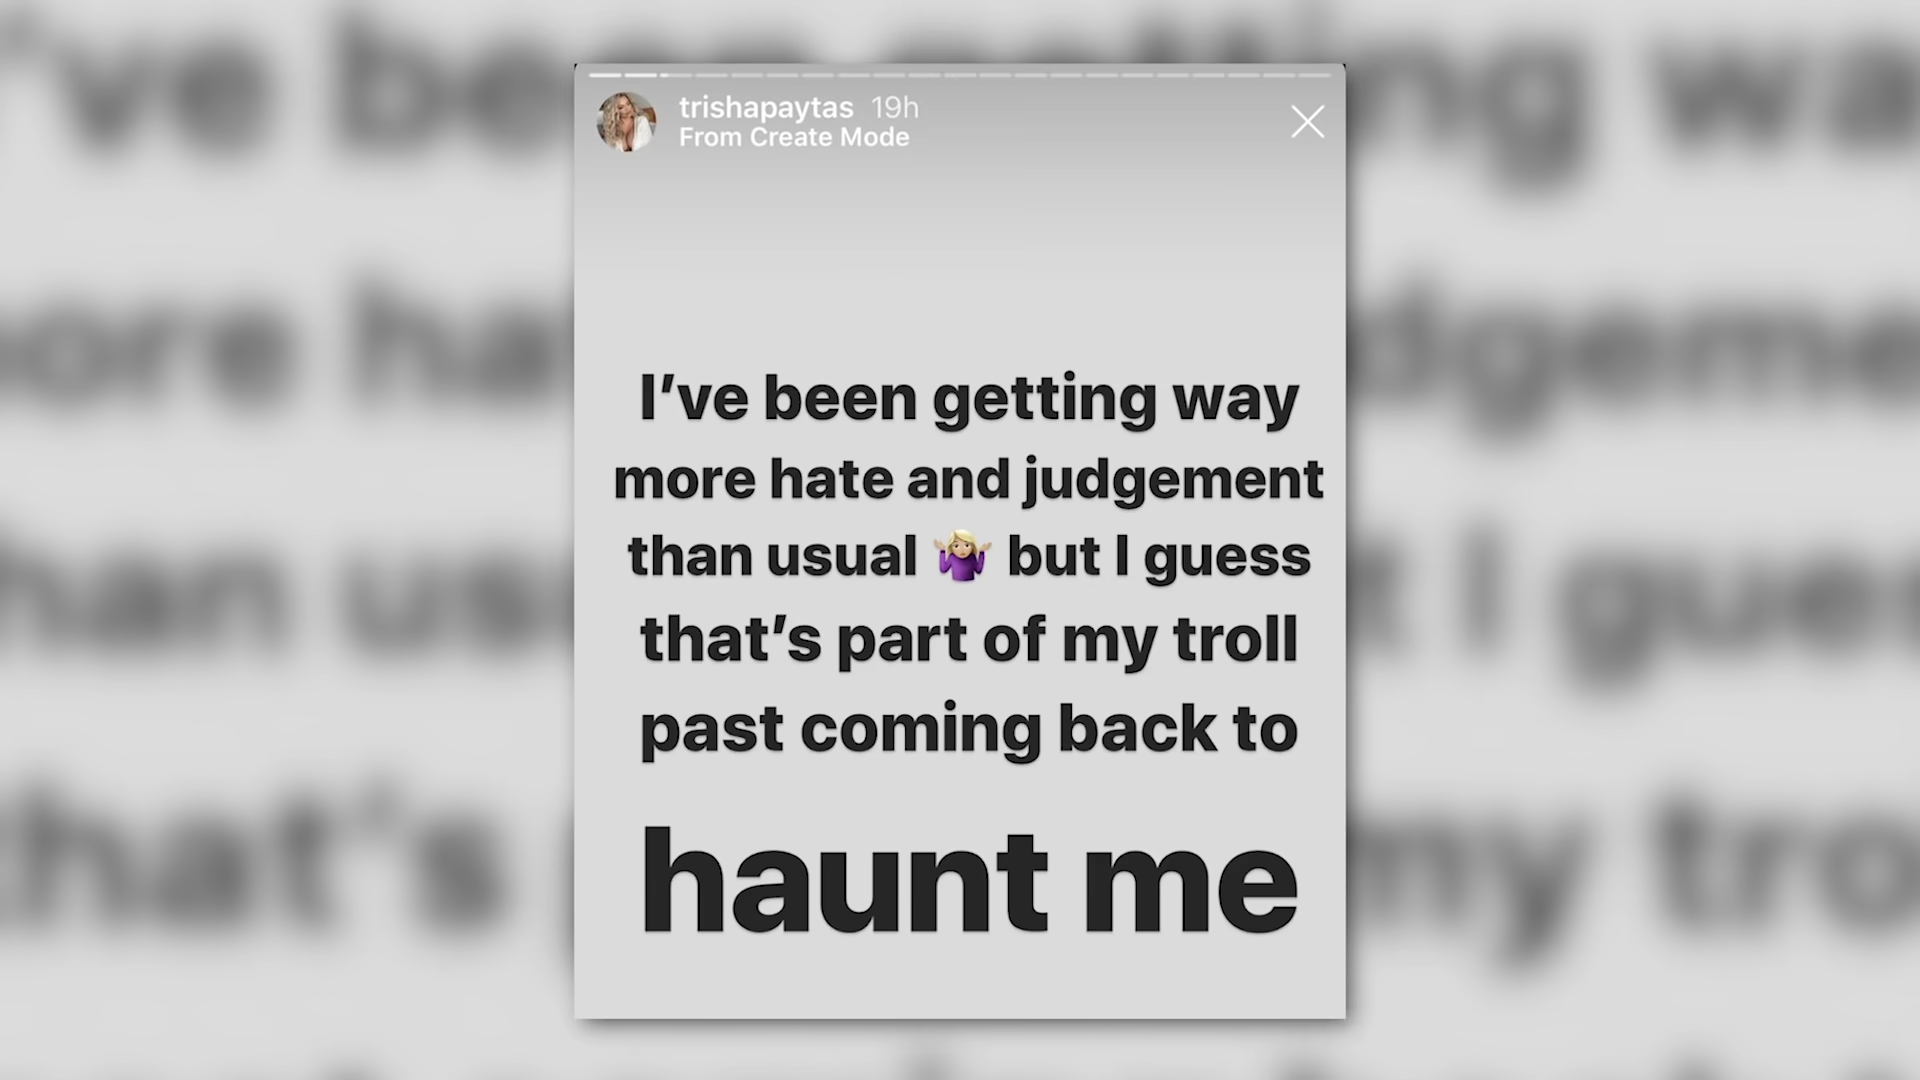 trishapaytas 19h
From Create Mode
I’ve been getting way
more hate and judgement
than usual 🤷🏼‍♀️ but I guess
that’s part of my troll
past coming back to
haunt me